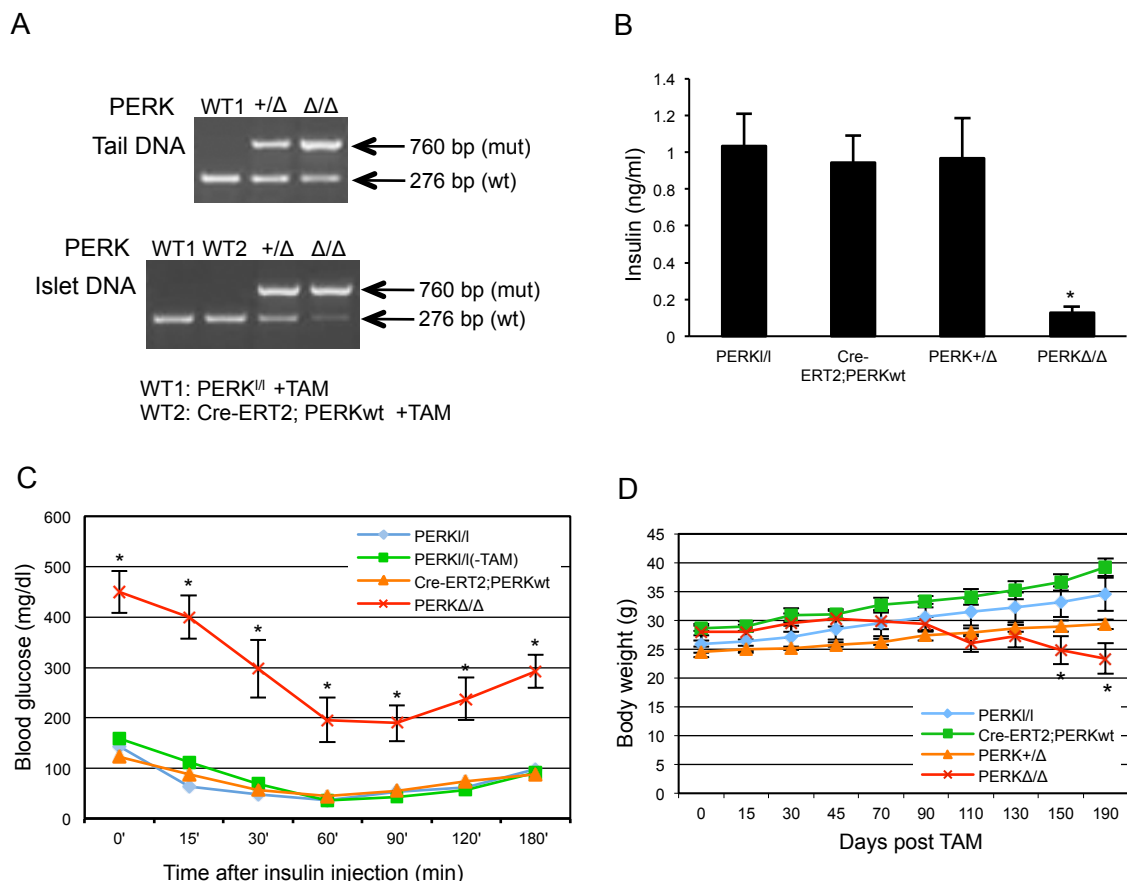 A
PERK WT1 +/Δ Δ/Δ
Tail DNA
760 bp (mut)
276 bp (wt)
PERK WT1 WT2 +/Δ Δ/Δ
Islet DNA
760 bp (mut)
276 bp (wt)
WT1: PERKl/l +TAM
WT2: Cre-ERT2; PERKwt +TAM
B
Insulin (ng/ml)
1.4
1.2
1
0.8
0.6
0.4
0.2
0
*
PERKl/l
Cre-
ERT2;PERKwt
PERK+/Δ
PERKΔ/Δ
C
Blood glucose (mg/dl)
600
500
400
300
200
100
0
* * * * * * *
PERKl/l
PERKl/l(-TAM)
Cre-ERT2;PERKwt
PERKΔ/Δ
0' 15' 30' 60' 90' 120' 180'
Time after insulin injection (min)
D
Body weight (g)
45
40
35
30
25
20
15
10
5
0
* *
PERKl/l
Cre-ERT2;PERKwt
PERK+/Δ
PERKΔ/Δ
0 15 30 45 70 90 110 130 150 190
Days post TAM